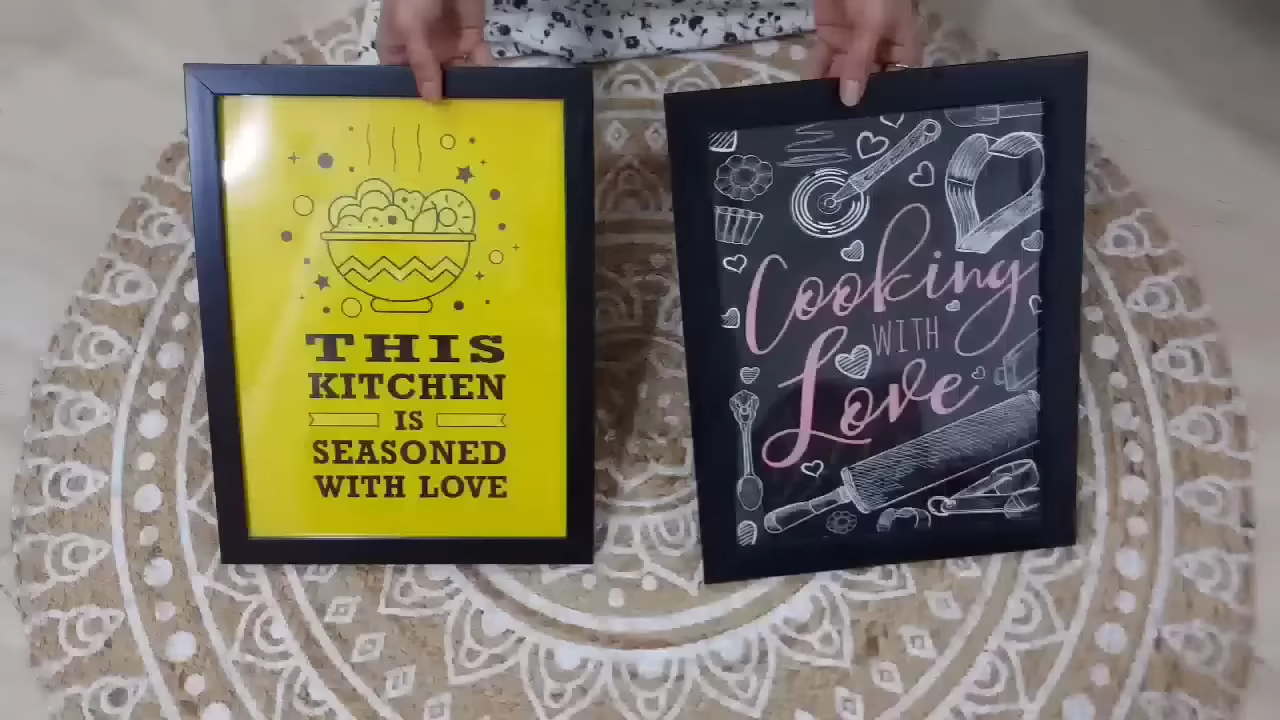 THIS
KITCHEN
IS
SEASONED
WITH LOVE
Cooking
WITH
Love